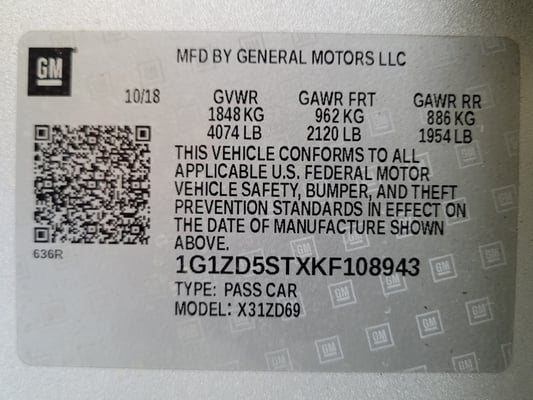 GM
MFD BY GENERAL MOTORS LLC
10/18 GVWR GAWR FRT GAWR RR
1848 KG 962 KG 886 KG
4074 LB 2120 LB 1954 LB
THIS VEHICLE CONFORMS TO ALL
APPLICABLE U.S. FEDERAL MOTOR
VEHICLE SAFETY, BUMPER, AND THEFT
PREVENTION STANDARDS IN EFFECT ON
THE DATE OF MANUFACTURE SHOWN
ABOVE.
636R
1G1ZD5STXKF108943
TYPE: PASS CAR
MODEL: X31ZD69